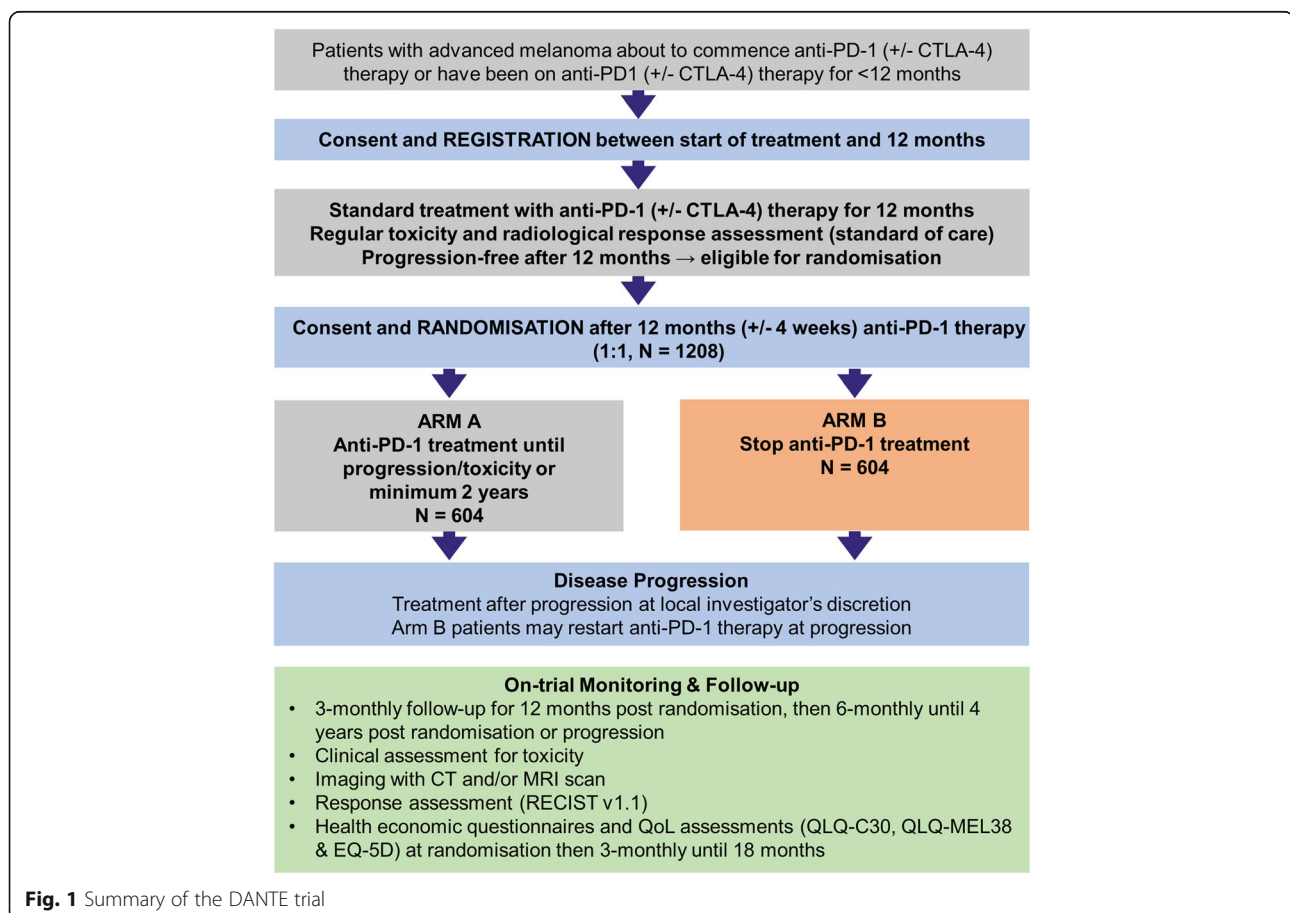 Patients with advanced melanoma about to commence anti-PD-1 (+/- CTLA-4)
therapy or have been on anti-PD1 (+/- CTLA-4) therapy for <12 months
Consent and REGISTRATION between start of treatment and 12 months
Standard treatment with anti-PD-1 (+/- CTLA-4) therapy for 12 months
Regular toxicity and radiological response assessment (standard of care)
Progression-free after 12 months → eligible for randomisation
Consent and RANDOMISATION after 12 months (+/- 4 weeks) anti-PD-1 therapy
(1:1, N = 1208)
ARM A
Anti-PD-1 treatment until
progression/toxicity or
minimum 2 years
N = 604
ARM B
Stop anti-PD-1 treatment
N = 604
Disease Progression
Treatment after progression at local investigator's discretion
Arm B patients may restart anti-PD-1 therapy at progression
On-trial Monitoring & Follow-up
• 3-monthly follow-up for 12 months post randomisation, then 6-monthly until 4
years post randomisation or progression
• Clinical assessment for toxicity
• Imaging with CT and/or MRI scan
• Response assessment (RECIST v1.1)
• Health economic questionnaires and QoL assessments (QLQ-C30, QLQ-MEL38
& EQ-5D) at randomisation then 3-monthly until 18 months
Fig. 1 Summary of the DANTE trial